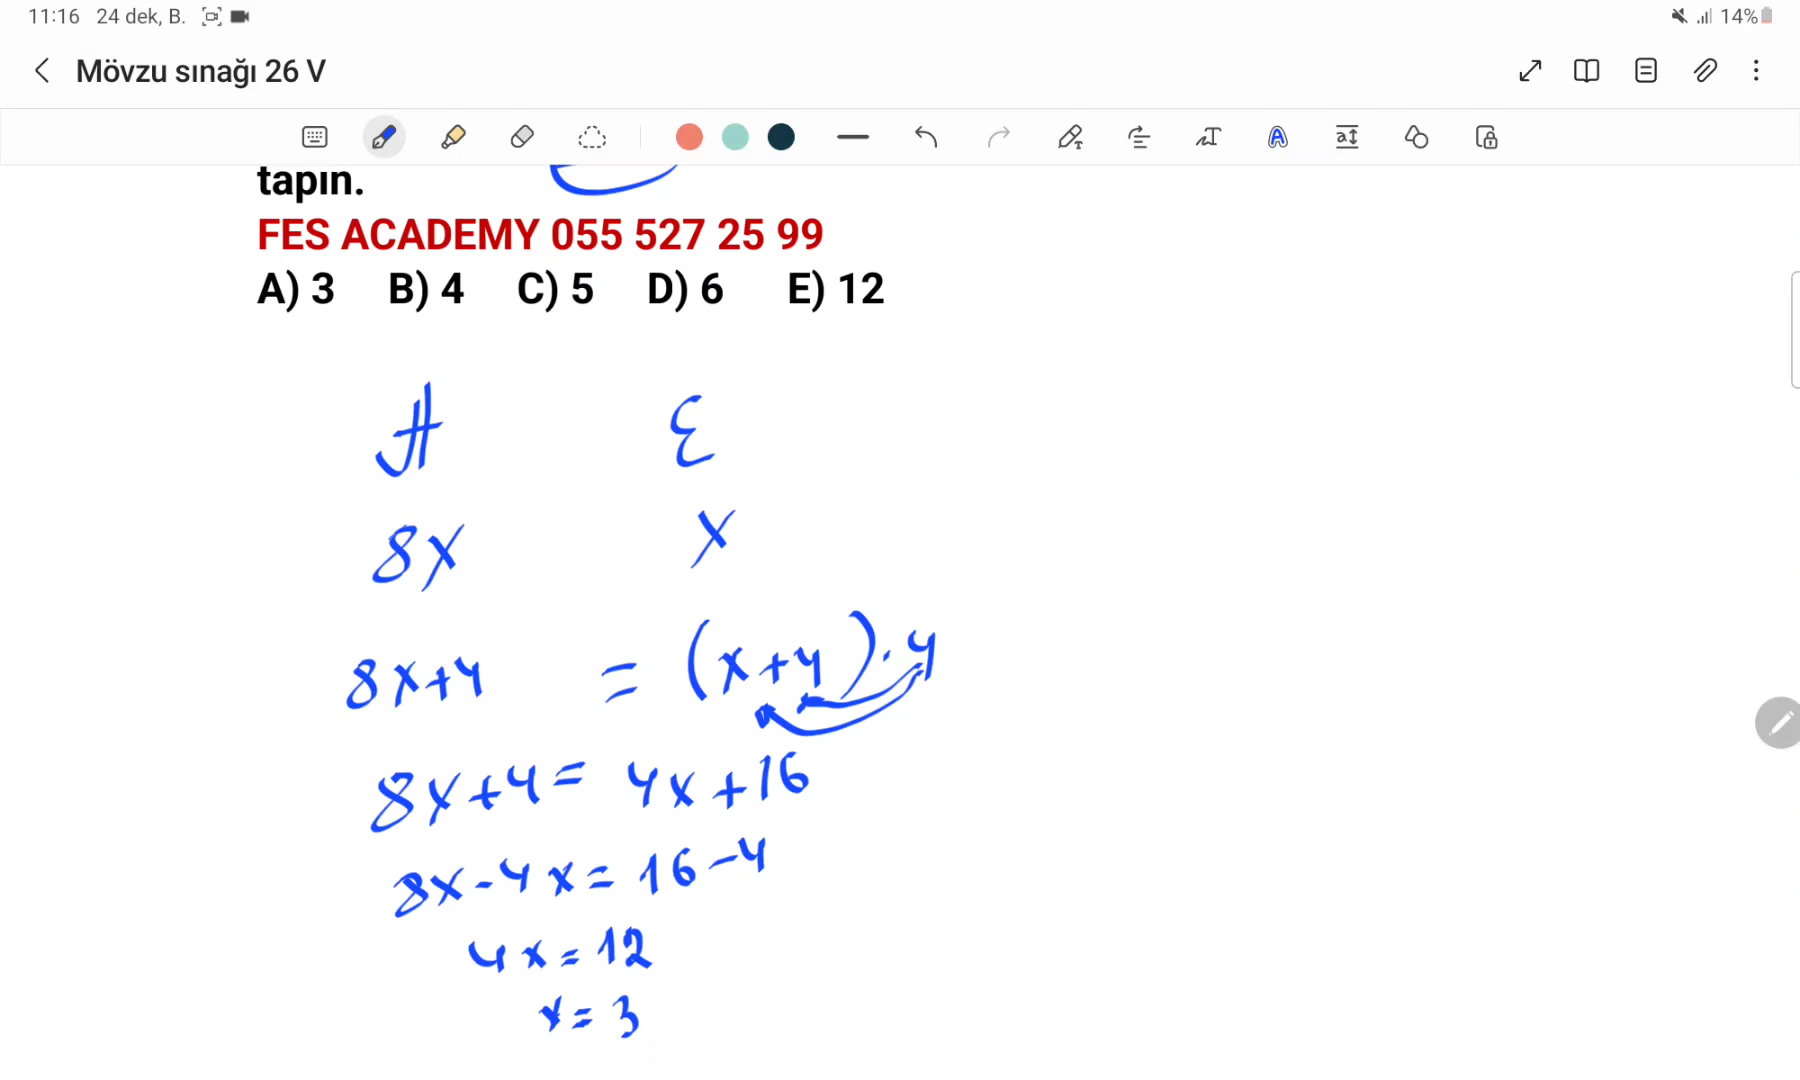 11:16 24 dek, B. 14%
Mövzu sınağı 26 V
tapın.
FES ACADEMY 055 527 25 99
A) 3 B) 4 C) 5 D) 6 E) 12
A E
8x x
8x+4 = (x+4)·4
8x+4= 4x+16
8x-4x=16-4
4x=12
x=3